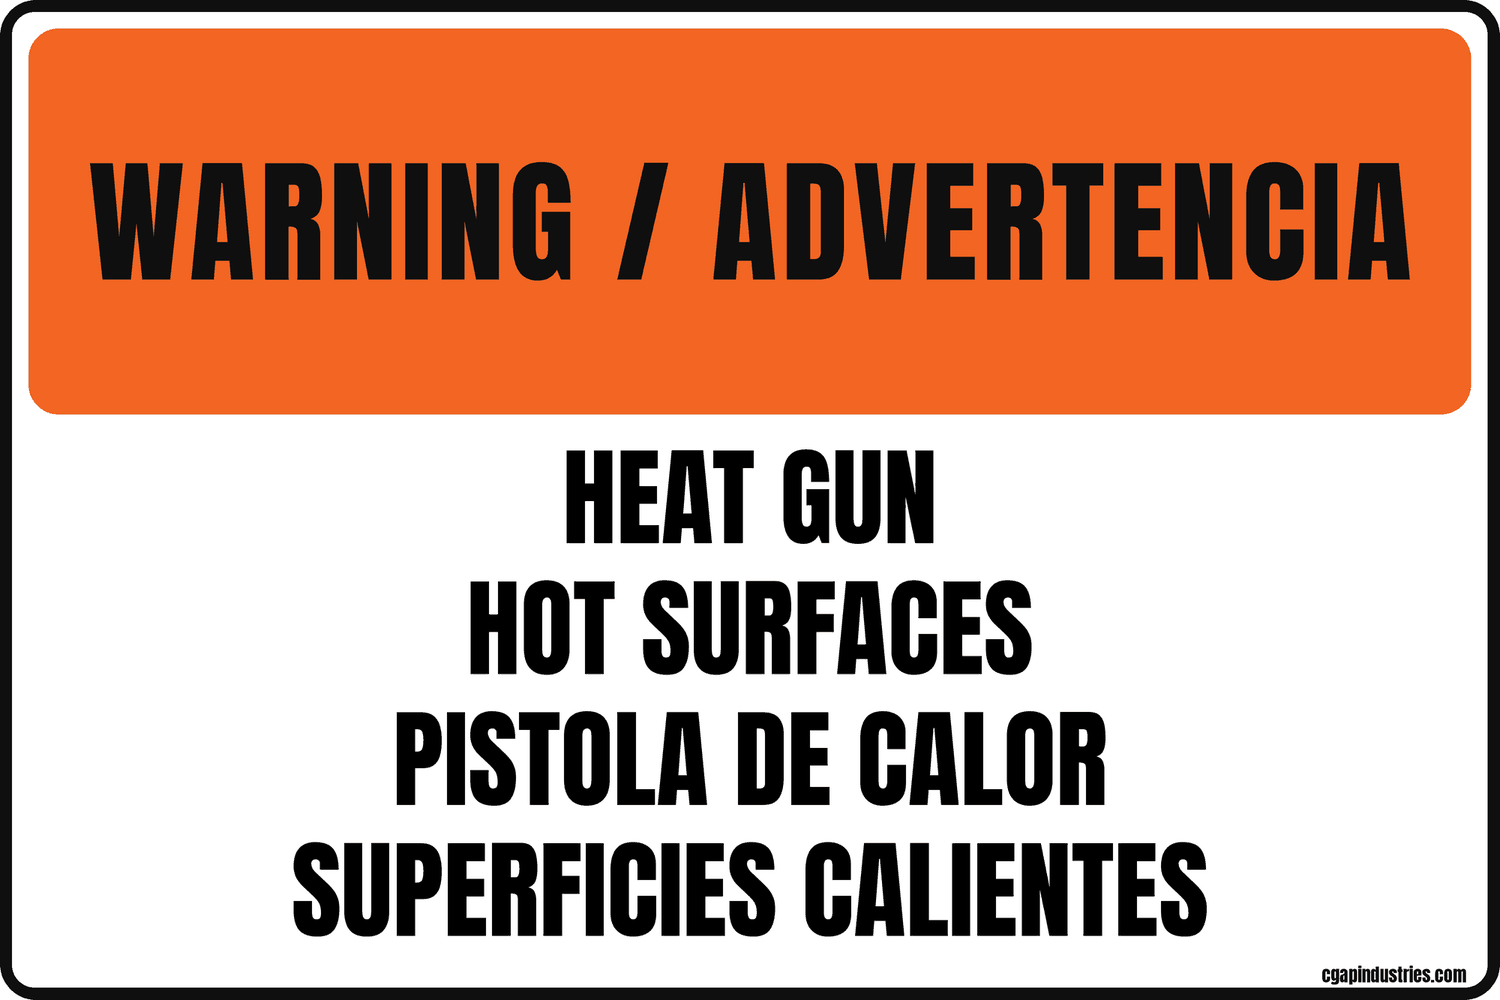 WARNING / ADVERTENCIA
HEAT GUN
HOT SURFACES
PISTOLA DE CALOR
SUPERFICIES CALIENTES
cgapindustries.com